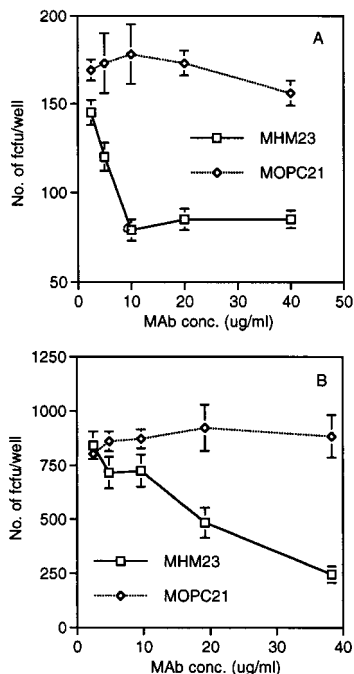 200
A
150
100
50
No. of fcfu/well
MHM23
MOPC21
0 10 20 30 40 50
MAb conc. (ug/ml)
1250
B
1000
750
500
250
0
No. of fcfu/well
MHM23
MOPC21
0 10 20 30 40
MAb conc. (ug/ml)